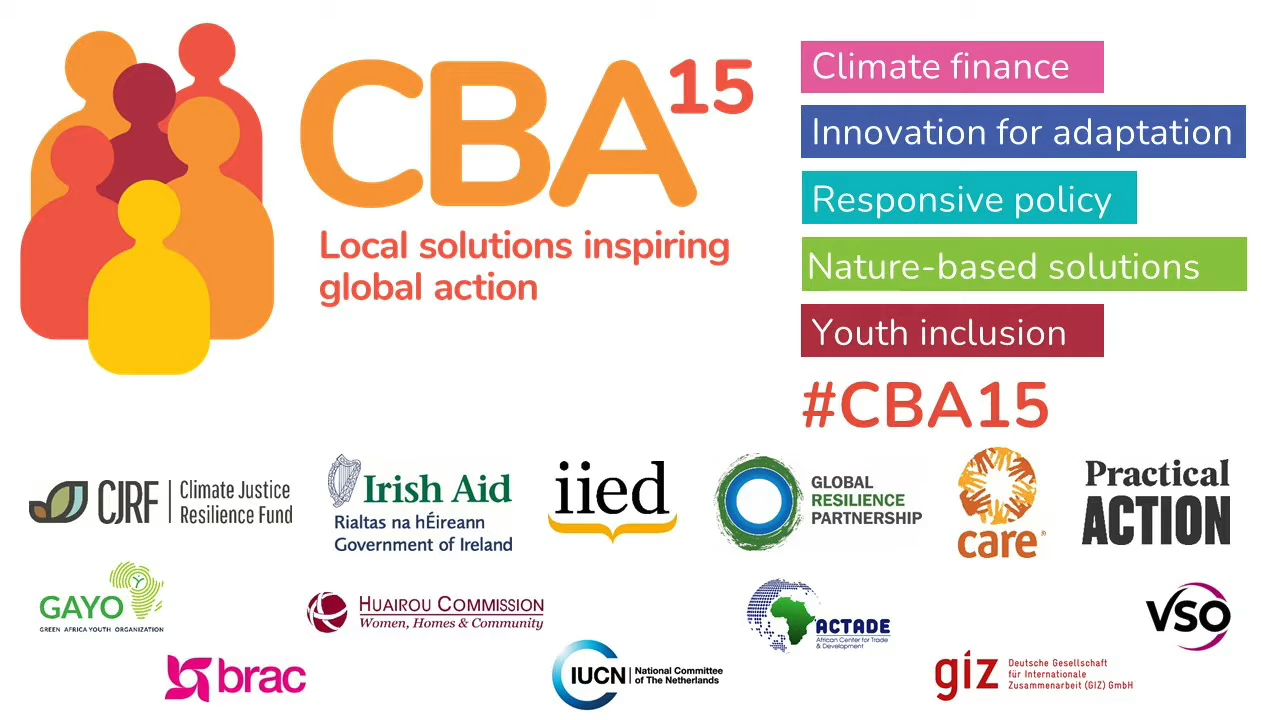 CBA15
Local solutions inspiring
global action
Climate finance
Innovation for adaptation
Responsive policy
Nature-based solutions
Youth inclusion
#CBA15
CJRF
Climate Justice
Resilience Fund
Irish Aid
Rialtas na hÉireann
Government of Ireland
iied
GLOBAL
RESILIENCE
PARTNERSHIP
care®
Practical
ACTION
GAYO
GREEN AFRICA YOUTH ORGANIZATION
HUAIROU COMMISSION
Women, Homes & Community
ACTADE
African Center for Trade
& Development
VSO
brac
IUCN
National Committee
of The Netherlands
giz
Deutsche Gesellschaft
für Internationale
Zusammenarbeit (GIZ) GmbH